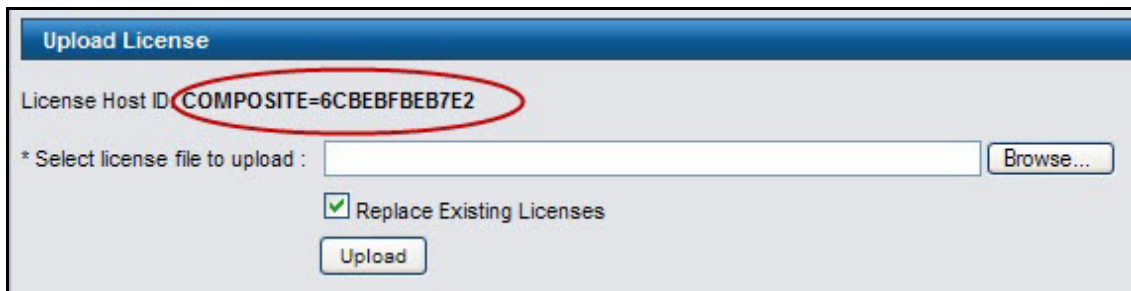 Upload License
License Host ID: COMPOSITE=6CBEBFBEB7E2
* Select license file to upload : Browse...
Replace Existing Licenses
Upload